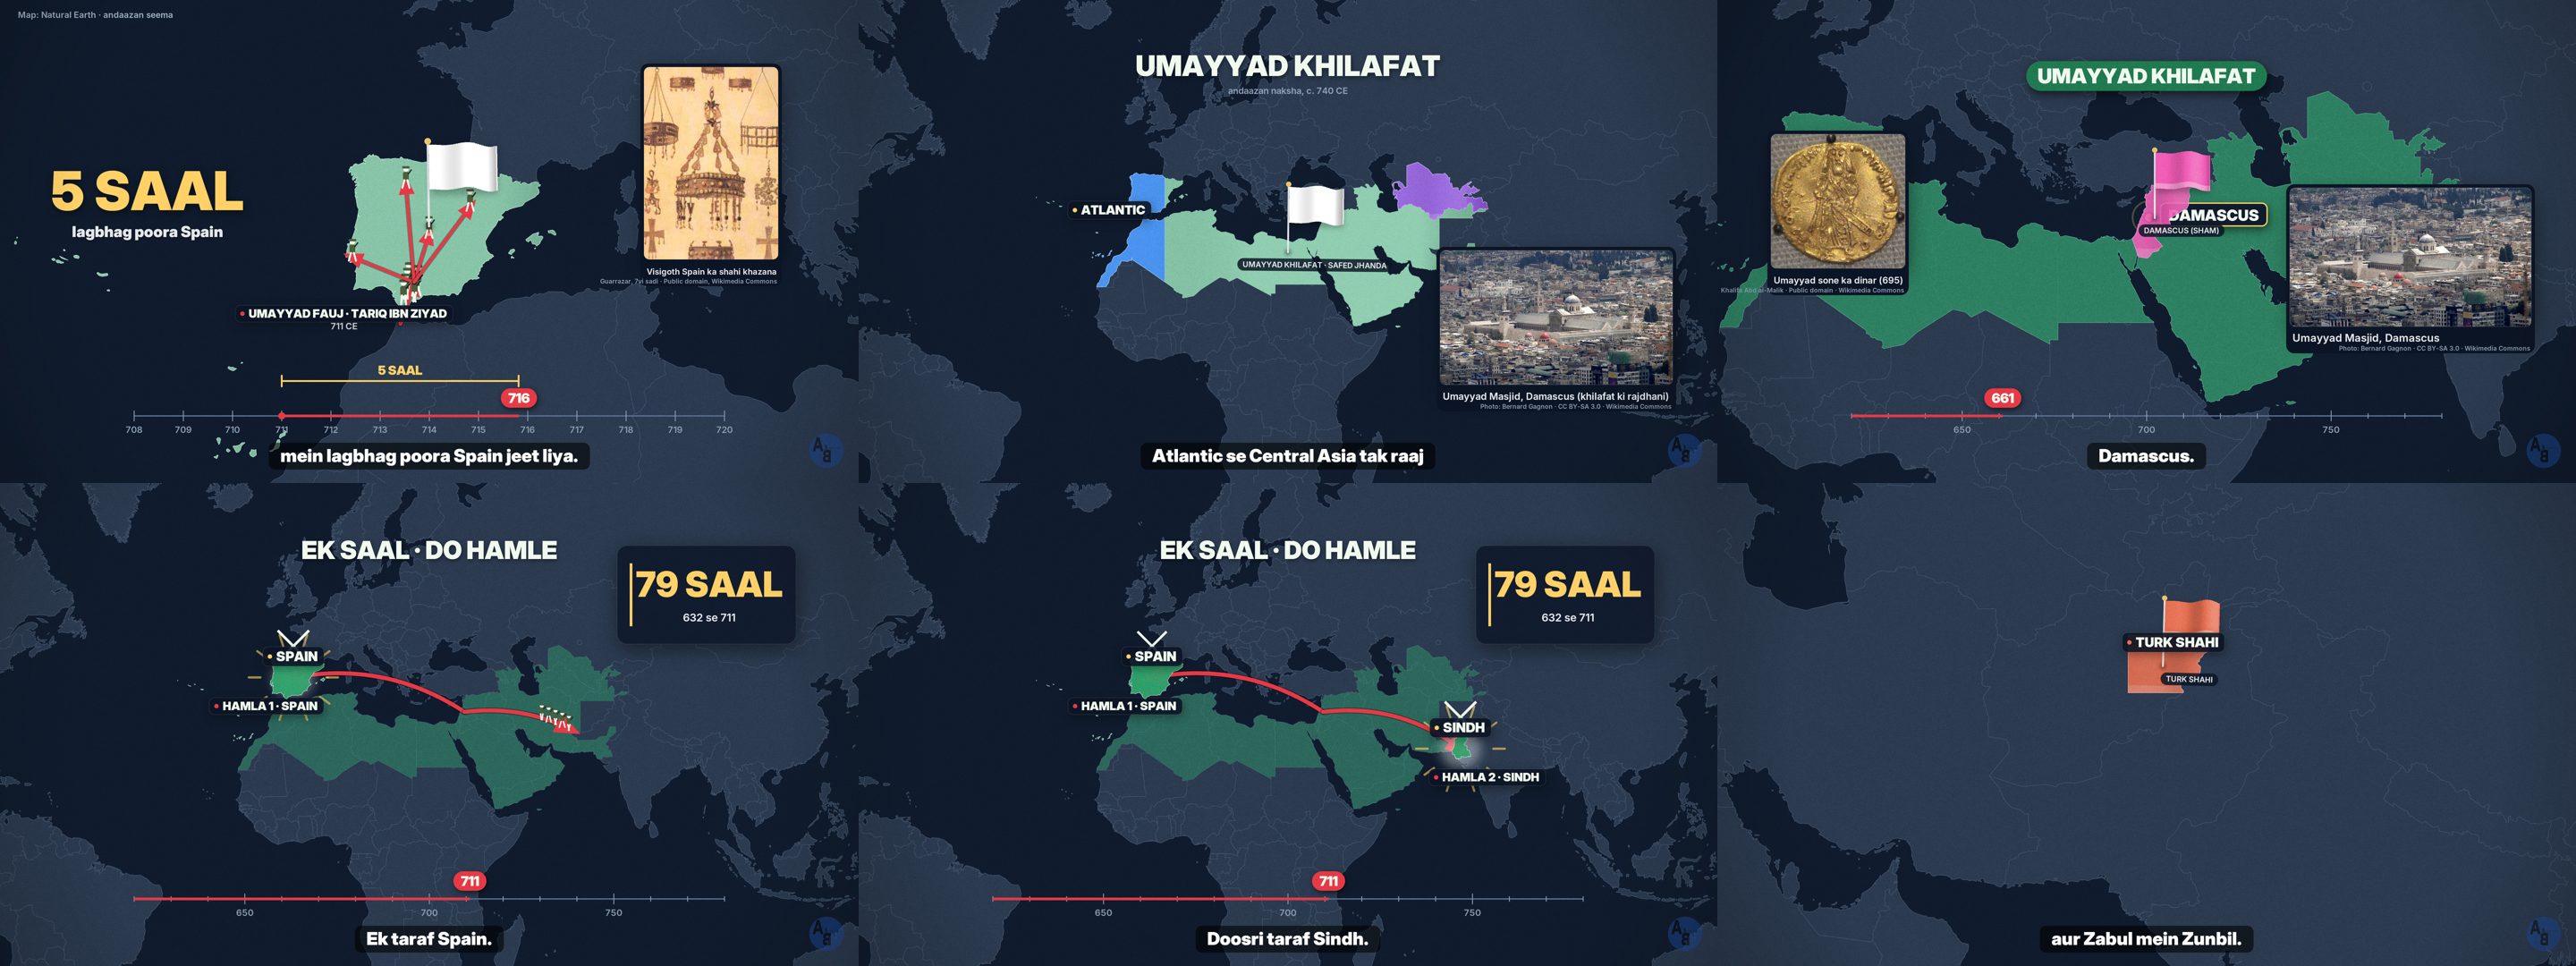 Map: Natural Earth · andaazan seema
5 SAAL
lagbhag poora Spain
Visigoth Spain ka shahi khazana
Guarrazar, 7vi sadi · Public domain, Wikimedia Commons
UMAYYAD FAUJ · TARIQ IBN ZIYAD
711 CE
5 SAAL
716
708 709 710 711 712 713 714 715 716 717 718 719 720
mein lagbhag poora Spain jeet liya.
UMAYYAD KHILAFAT
andaazan naksha, c. 740 CE
ATLANTIC
UMAYYAD KHILAFAT · SAFED JHANDA
Umayyad Masjid, Damascus (khilafat ki rajdhani)
Photo: Bernard Gagnon · CC BY-SA 3.0 · Wikimedia Commons
Atlantic se Central Asia tak raaj
UMAYYAD KHILAFAT
DAMASCUS
DAMASCUS (SHAM)
Umayyad sone ka dinar (695)
Khalifa Abd al-Malik · Public domain · Wikimedia Commons
Umayyad Masjid, Damascus
Photo: Bernard Gagnon · CC BY-SA 3.0 · Wikimedia Commons
661
650 700 750
Damascus.
EK SAAL · DO HAMLE
79 SAAL
632 se 711
SPAIN
HAMLA 1 · SPAIN
711
650 700 750
Ek taraf Spain.
EK SAAL · DO HAMLE
79 SAAL
632 se 711
SPAIN
HAMLA 1 · SPAIN
SINDH
HAMLA 2 · SINDH
711
650 700 750
Doosri taraf Sindh.
TURK SHAHI
TURK SHAHI
aur Zabul mein Zunbil.